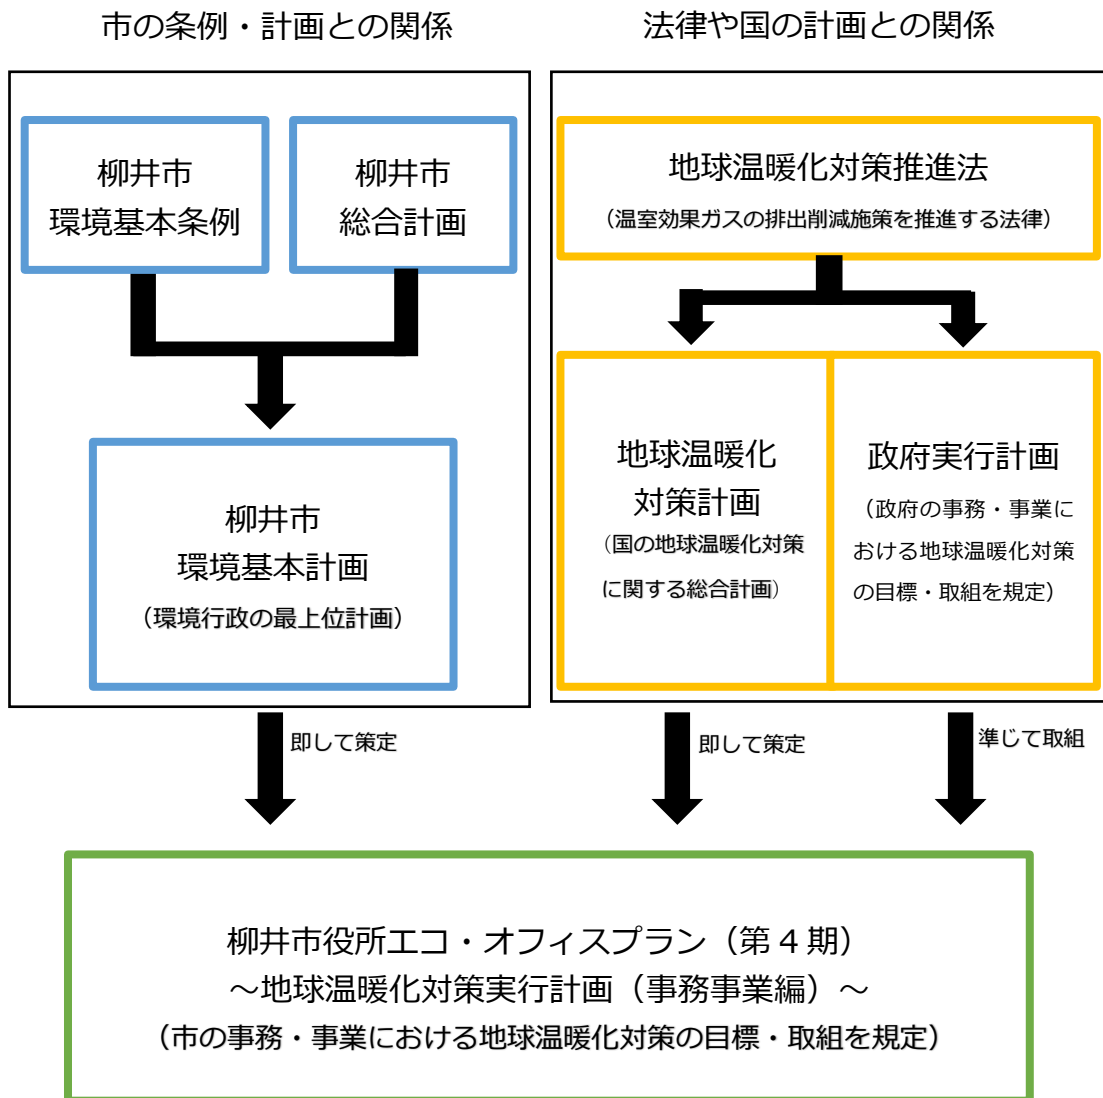 市の条例・計画との関係
柳井市
環境基本条例
柳井市
総合計画
柳井市
環境基本計画
（環境行政の最上位計画）
即して策定
法律や国の計画との関係
地球温暖化対策推進法
（温室効果ガスの排出削減施策を推進する法律）
地球温暖化
対策計画
（国の地球温暖化対策
に関する総合計画）
政府実行計画
（政府の事務・事業に
おける地球温暖化対策
の目標・取組を規定）
即して策定
準じて取組
柳井市役所エコ・オフィスプラン（第４期）
～地球温暖化対策実行計画（事務事業編）～
（市の事務・事業における地球温暖化対策の目標・取組を規定）